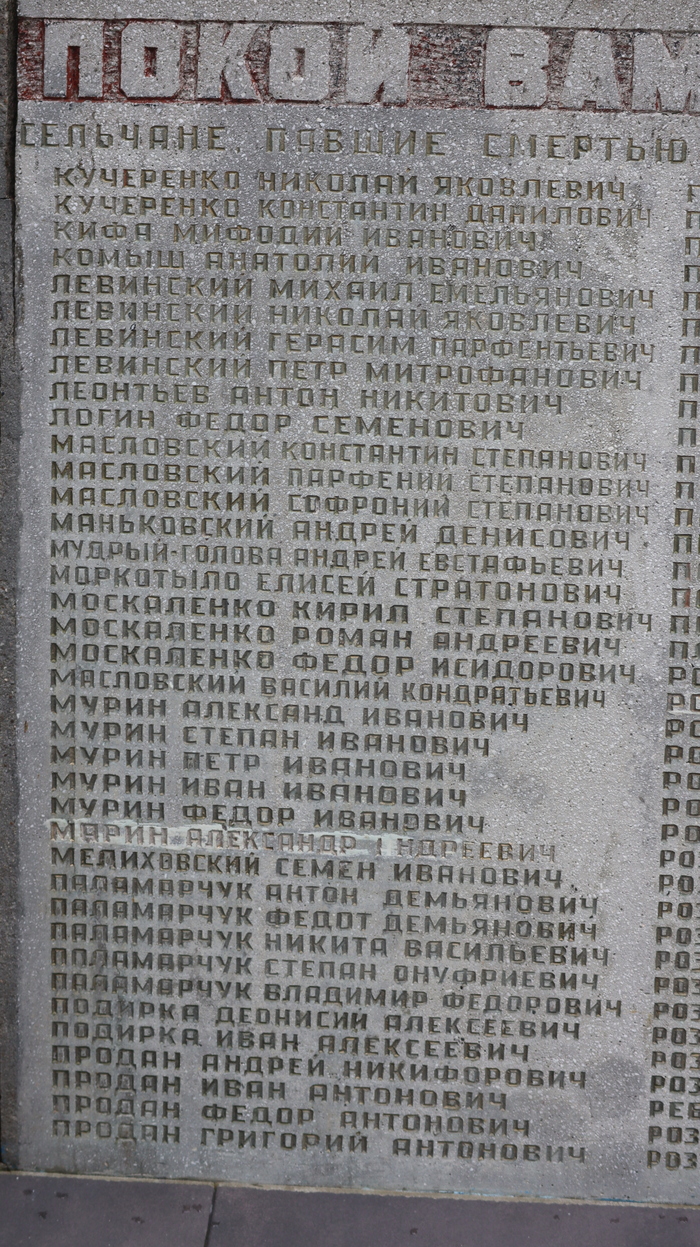 ПОКОЙ ВАМ
СЕЛЬЧАНЕ, ПАВШИЕ СМЕРТЬЮ
КУЧЕРЕНКО НИКОЛАЙ ЯКОВЛЕВИЧ
КУЧЕРЕНКО КОНСТАНТИН ДАНИЛОВИЧ
КИФА МИФОДИЙ ИВАНОВИЧ
КОМЫШ АНАТОЛИЙ ИВАНОВИЧ
ЛЕВИНСКИЙ МИХАИЛ ЕМЕЛЬЯНОВИЧ
ЛЕВИНСКИЙ НИКОЛАЙ ЯКОВЛЕВИЧ
ЛЕВИНСКИЙ ГЕРАСИМ ПАРФЕНТЬЕВИЧ
ЛЕВИНСКИЙ ПЕТР МИТРОФАНОВИЧ
ЛЕОНТЬЕВ АНТОН НИКИТОВИЧ
ЛОГИН ФЕДОР СЕМЕНОВИЧ
МАСЛОВСКИЙ КОНСТАНТИН СТЕПАНОВИЧ
МАСЛОВСКИЙ ПАРФЕНИЙ СТЕПАНОВИЧ
МАСЛОВСКИЙ СОФРОНИЙ СТЕПАНОВИЧ
МАНЬКОВСКИЙ АНДРЕЙ ДЕНИСОВИЧ
МУДРЫЙ-ГОЛОВА АНДРЕЙ ЕВСТАФЬЕВИЧ
МОРКОТЫЛО ЕЛИСЕЙ СТРАТОНОВИЧ
МОСКАЛЕНКО КИРИЛ СТЕПАНОВИЧ
МОСКАЛЕНКО РОМАН АНДРЕЕВИЧ
МОСКАЛЕНКО ФЕДОР ИСИДОРОВИЧ
МАСЛОВСКИЙ ВАСИЛИЙ КОНДРАТЬЕВИЧ
МУРИН АЛЕКСАНД ИВАНОВИЧ
МУРИН СТЕПАН ИВАНОВИЧ
МУРИН ПЕТР ИВАНОВИЧ
МУРИН ИВАН ИВАНОВИЧ
МУРИН ФЕДОР ИВАНОВИЧ
МАРИН АЛЕКСАНДР АНДРЕЕВИЧ
МЕЛИХОВСКИЙ СЕМЕН ИВАНОВИЧ
ПАЛАМАРЧУК АНТОН ДЕМЬЯНОВИЧ
ПАЛАМАРЧУК ФЕДОТ ДЕМЬЯНОВИЧ
ПАЛАМАРЧУК НИКИТА ВАСИЛЬЕВИЧ
ПАЛАМАРЧУК СТЕПАН ОНУФРИЕВИЧ
ПАЛАМАРЧУК ВЛАДИМИР ФЕДОРОВИЧ
ПОДИРКА ДЕОНИСИЙ АЛЕКСЕЕВИЧ
ПОДИРКА ИВАН АЛЕКСЕЕВИЧ
ПРОДАН АНДРЕЙ НИКИФОРОВИЧ
ПРОДАН ИВАН АНТОНОВИЧ
ПРОДАН ФЕДОР АНТОНОВИЧ
ПРОДАН ГРИГОРИЙ АНТОНОВИЧ